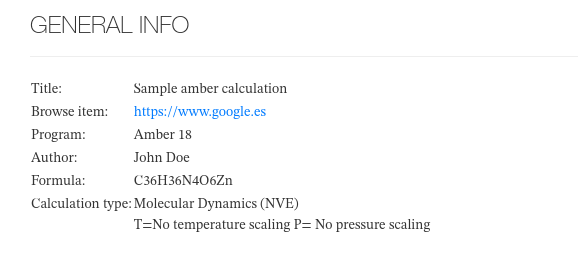 GENERAL INFO
Title: Sample amber calculation
Browse item: https://www.google.es
Program: Amber 18
Author: John Doe
Formula: C36H36N4O6Zn
Calculation type: Molecular Dynamics (NVE)
T=No temperature scaling P= No pressure scaling